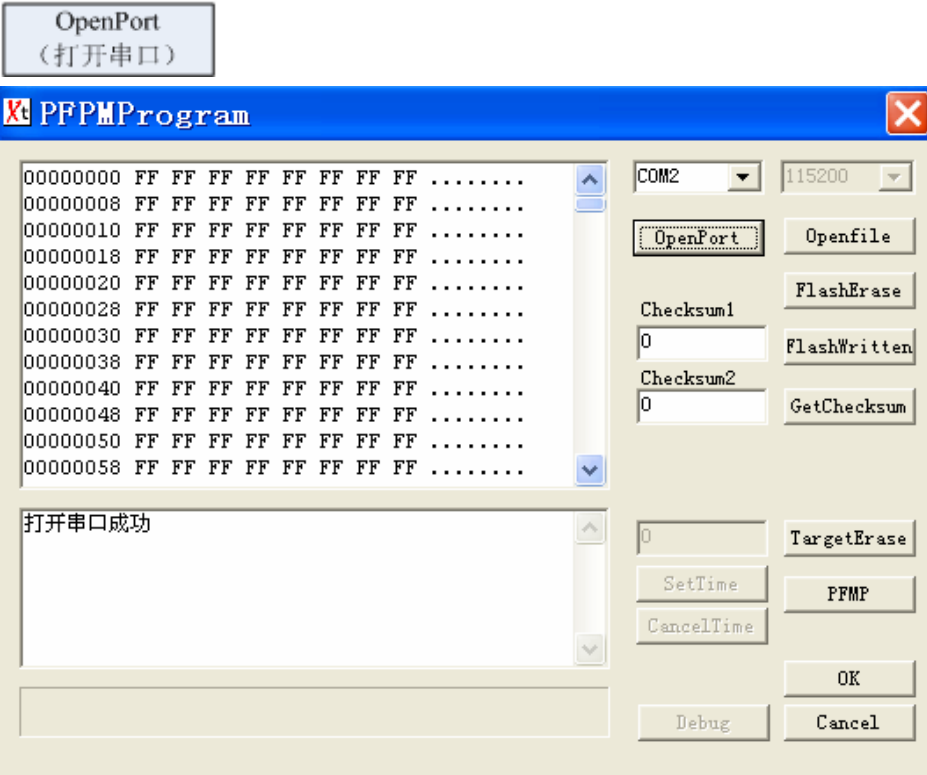 OpenPort
（打开串口）
Xt PFPMProgram
00000000 FF FF FF FF FF FF FF FF ........
00000008 FF FF FF FF FF FF FF FF ........
00000010 FF FF FF FF FF FF FF FF ........
00000018 FF FF FF FF FF FF FF FF ........
00000020 FF FF FF FF FF FF FF FF ........
00000028 FF FF FF FF FF FF FF FF ........
00000030 FF FF FF FF FF FF FF FF ........
00000038 FF FF FF FF FF FF FF FF ........
00000040 FF FF FF FF FF FF FF FF ........
00000048 FF FF FF FF FF FF FF FF ........
00000050 FF FF FF FF FF FF FF FF ........
00000058 FF FF FF FF FF FF FF FF ........
COM2
115200
OpenPort
Openfile
FlashErase
Checksum1
0
FlashWritten
Checksum2
0
GetChecksum
打开串口成功
0
TargetErase
SetTime
PFMP
CancelTime
OK
Debug
Cancel